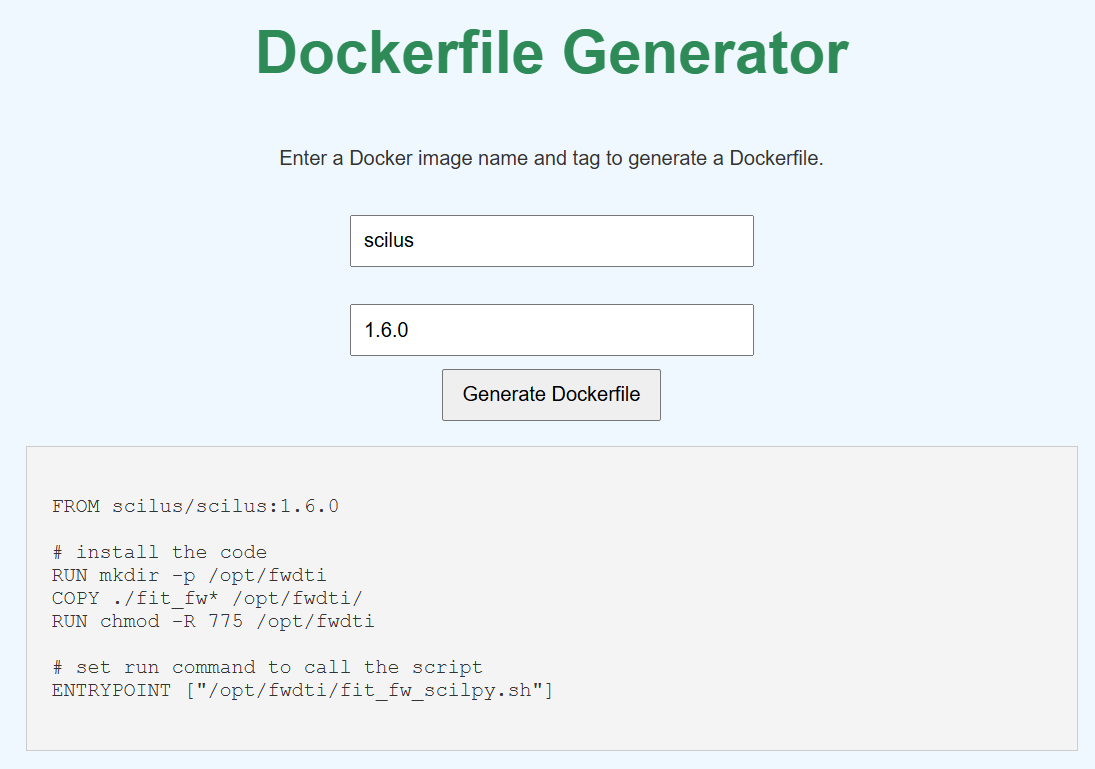 Dockerfile Generator
Enter a Docker image name and tag to generate a Dockerfile.
scilus
1.6.0
Generate Dockerfile
FROM scilus/scilus:1.6.0
# install the code
RUN mkdir -p /opt/fwdti
COPY ./fit_fw* /opt/fwdti/
RUN chmod -R 775 /opt/fwdti
# set run command to call the script
ENTRYPOINT ["/opt/fwdti/fit_fw_scilpy.sh"]